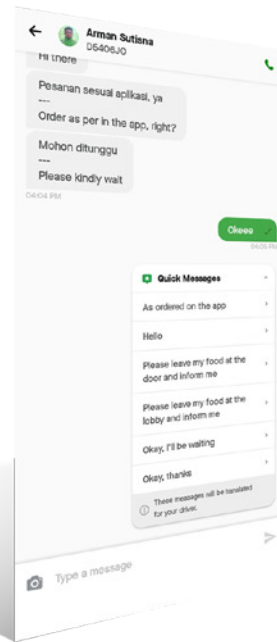 Arman Sutisna
D5406JO
Hi there
Pesanan sesuai aplikasi, ya
---
Order as per in the app, right?
Mohon ditunggu
---
Please kindly wait
04:04 PM
Okeee
04:05 PM
Quick Messages
As ordered on the app
Hello
Please leave my food at the
door and inform me
Please leave my food at the
lobby and inform me
Okay, I'll be waiting
Okay, thanks
These messages will be translated
for your driver.
Type a message